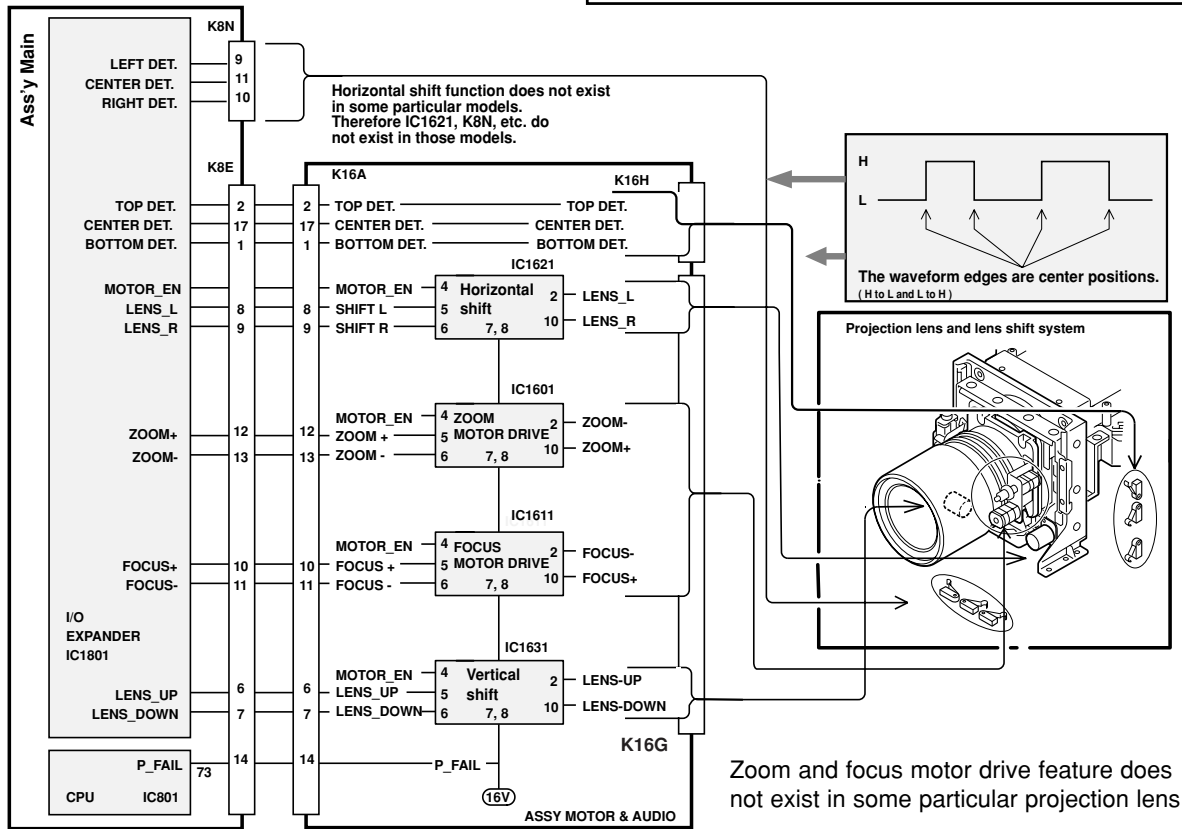 Ass'y Main
K8N
LEFT DET.
9
CENTER DET.
11
RIGHT DET.
10
Horizontal shift function does not exist
in some particular models.
Therefore IC1621, K8N, etc. do
not exist in those models.
K8E
K16A
K16H
TOP DET.
2
2
TOP DET.
TOP DET.
CENTER DET.
17
17
CENTER DET.
CENTER DET.
BOTTOM DET.
1
1
BOTTOM DET.
BOTTOM DET.
H
L
The waveform edges are center positions.
( H to L and L to H )
IC1621
MOTOR_EN
MOTOR_EN
4
Horizontal
shift
7, 8
LENS_L
8
8
SHIFT L
5
2
LENS_L
LENS_R
9
9
SHIFT R
6
10
LENS_R
Projection lens and lens shift system
IC1601
MOTOR_EN
4
ZOOM
MOTOR DRIVE
7, 8
ZOOM+
12
12
ZOOM +
5
2
ZOOM-
ZOOM-
13
13
ZOOM -
6
10
ZOOM+
IC1611
MOTOR_EN
4
FOCUS
MOTOR DRIVE
7, 8
FOCUS+
10
10
FOCUS +
5
2
FOCUS-
FOCUS-
11
11
FOCUS -
6
10
FOCUS+
I/O
EXPANDER
IC1801
IC1631
MOTOR_EN
4
Vertical
shift
7, 8
LENS_UP
6
6
LENS_UP
5
2
LENS-UP
LENS_DOWN
7
7
LENS_DOWN
6
10
LENS-DOWN
K16G
P_FAIL
73
14
14
P_FAIL
CPU
IC801
16V
ASSY MOTOR & AUDIO
Zoom and focus motor drive feature does
not exist in some particular projection lens